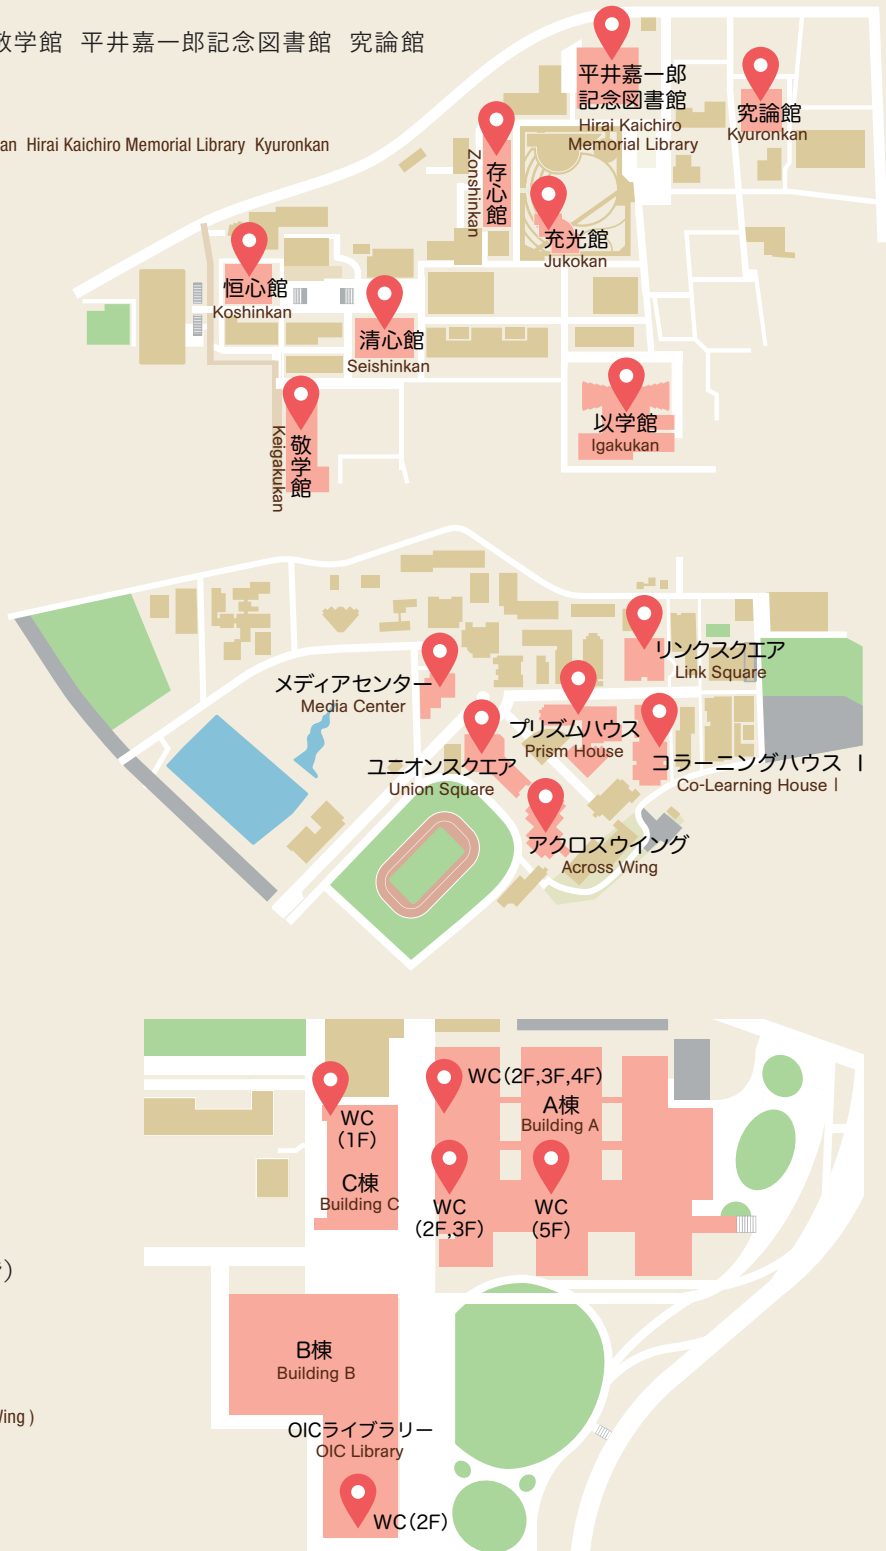 敬学館 平井嘉一郎記念図書館 究論館
an Hirai Kaichiro Memorial Library Kyuronkan
平井嘉一郎
記念図書館
Hirai Kaichiro
Memorial Library
究論館
Kyuronkan
存心館
Zonshinkan
充光館
Jukokan
恒心館
Koshinkan
清心館
Seishinkan
以学館
Igakukan
敬学館
Keigakukan
リンクスクエア
Link Square
メディアセンター
Media Center
プリズムハウス
Prism House
ユニオンスクエア
Union Square
コラーニングハウス Ⅰ
Co-Learning House Ⅰ
アクロスウイング
Across Wing
WC(2F,3F,4F)
A棟
Building A
WC
(1F)
C棟
Building C
WC
(2F,3F)
WC
(5F)
)
B棟
Building B
Wing )
OICライブラリー
OIC Library
WC(2F)